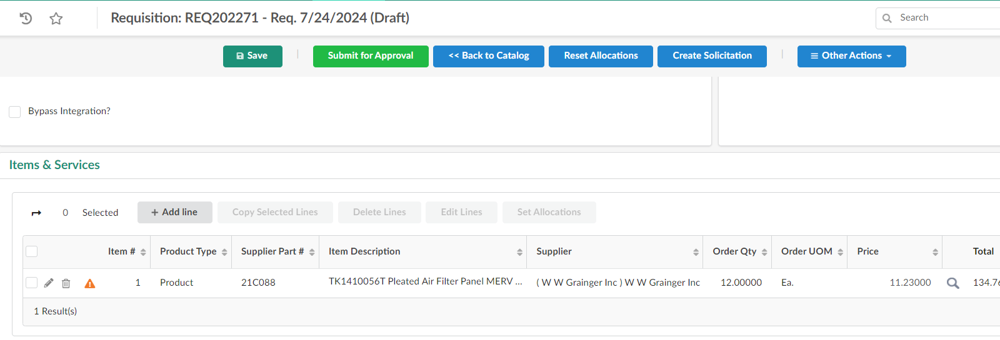 Requisition: REQ202271 - Req. 7/24/2024 (Draft)
Search
Save
Submit for Approval
<< Back to Catalog
Reset Allocations
Create Solicitation
Other Actions
Bypass Integration?
Items & Services
0 Selected
+ Add line
Copy Selected Lines
Delete Lines
Edit Lines
Set Allocations
Item # Product Type Supplier Part # Item Description Supplier Order Qty Order UOM Price Total
1 Product 21C088 TK1410056T Pleated Air Filter Panel MERV ... ( W W Grainger Inc ) W W Grainger Inc 12.00000 Ea. 11.23000 134.76
1 Result(s)